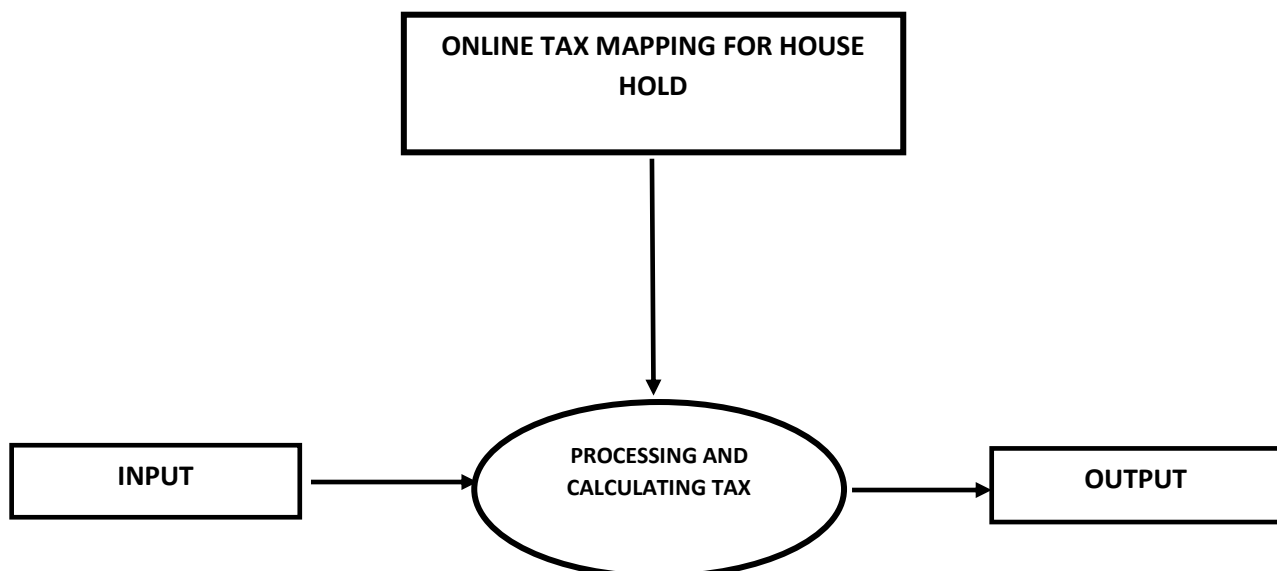 ONLINE TAX MAPPING FOR HOUSE
HOLD
PROCESSING AND
CALCULATING TAX
INPUT
OUTPUT